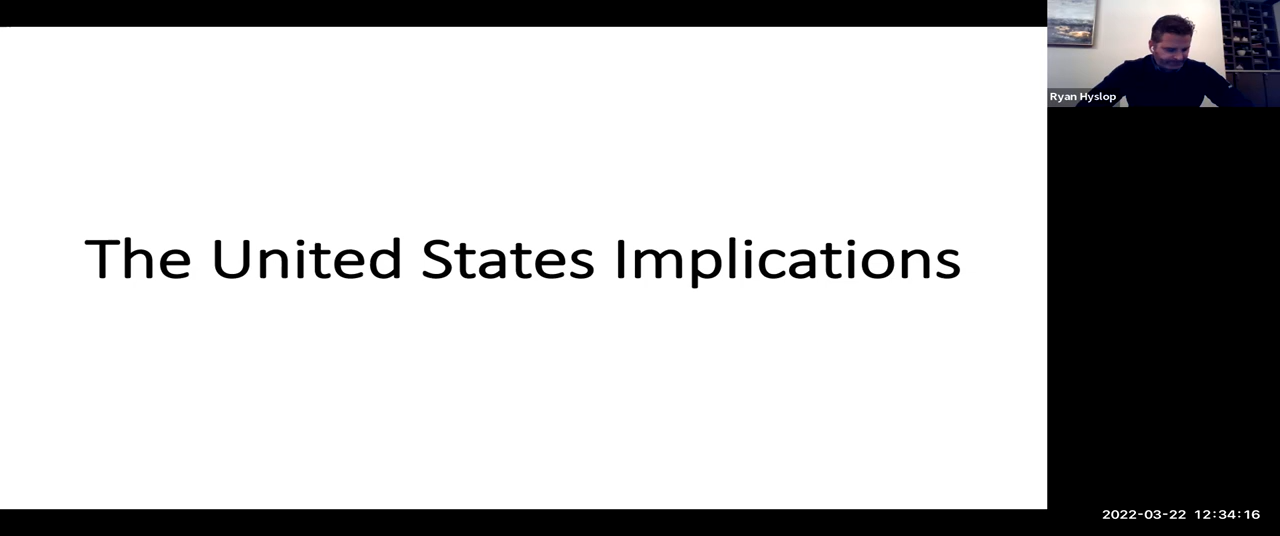 Ryan Hyslop
The United States Implications
2022-03-22 12:34:16